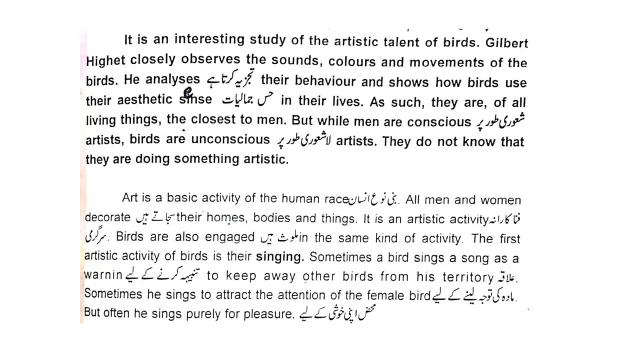 It is an interesting study of the artistic talent of birds. Gilbert
Highet closely observes the sounds, colours and movements of the
birds. He analyses تجزیہ کرتا ہے their behaviour and shows how birds use
their aesthetic sense حس جمالیات in their lives. As such, they are, of all
living things, the closest to men. But while men are conscious شعوری طور پر
artists, birds are unconscious لاشعوری طور پر artists. They do not know that
they are doing something artistic.
Art is a basic activity of the human race بنی نوع انسان. All men and women
decorate سجاتے ہیں their homes, bodies and things. It is an artistic activity فنکارانہ
سرگرمی. Birds are also engaged ملوث ہیں in the same kind of activity. The first
artistic activity of birds is their singing. Sometimes a bird sings a song as a
warnin تنبیہہ کرنے کے لیے to keep away other birds from his territory علاقہ.
Sometimes he sings to attract the attention of the female bird مادہ کی توجہ لینے کے لیے.
But often he sings purely for pleasure. محض اپنی خوشی کے لیے